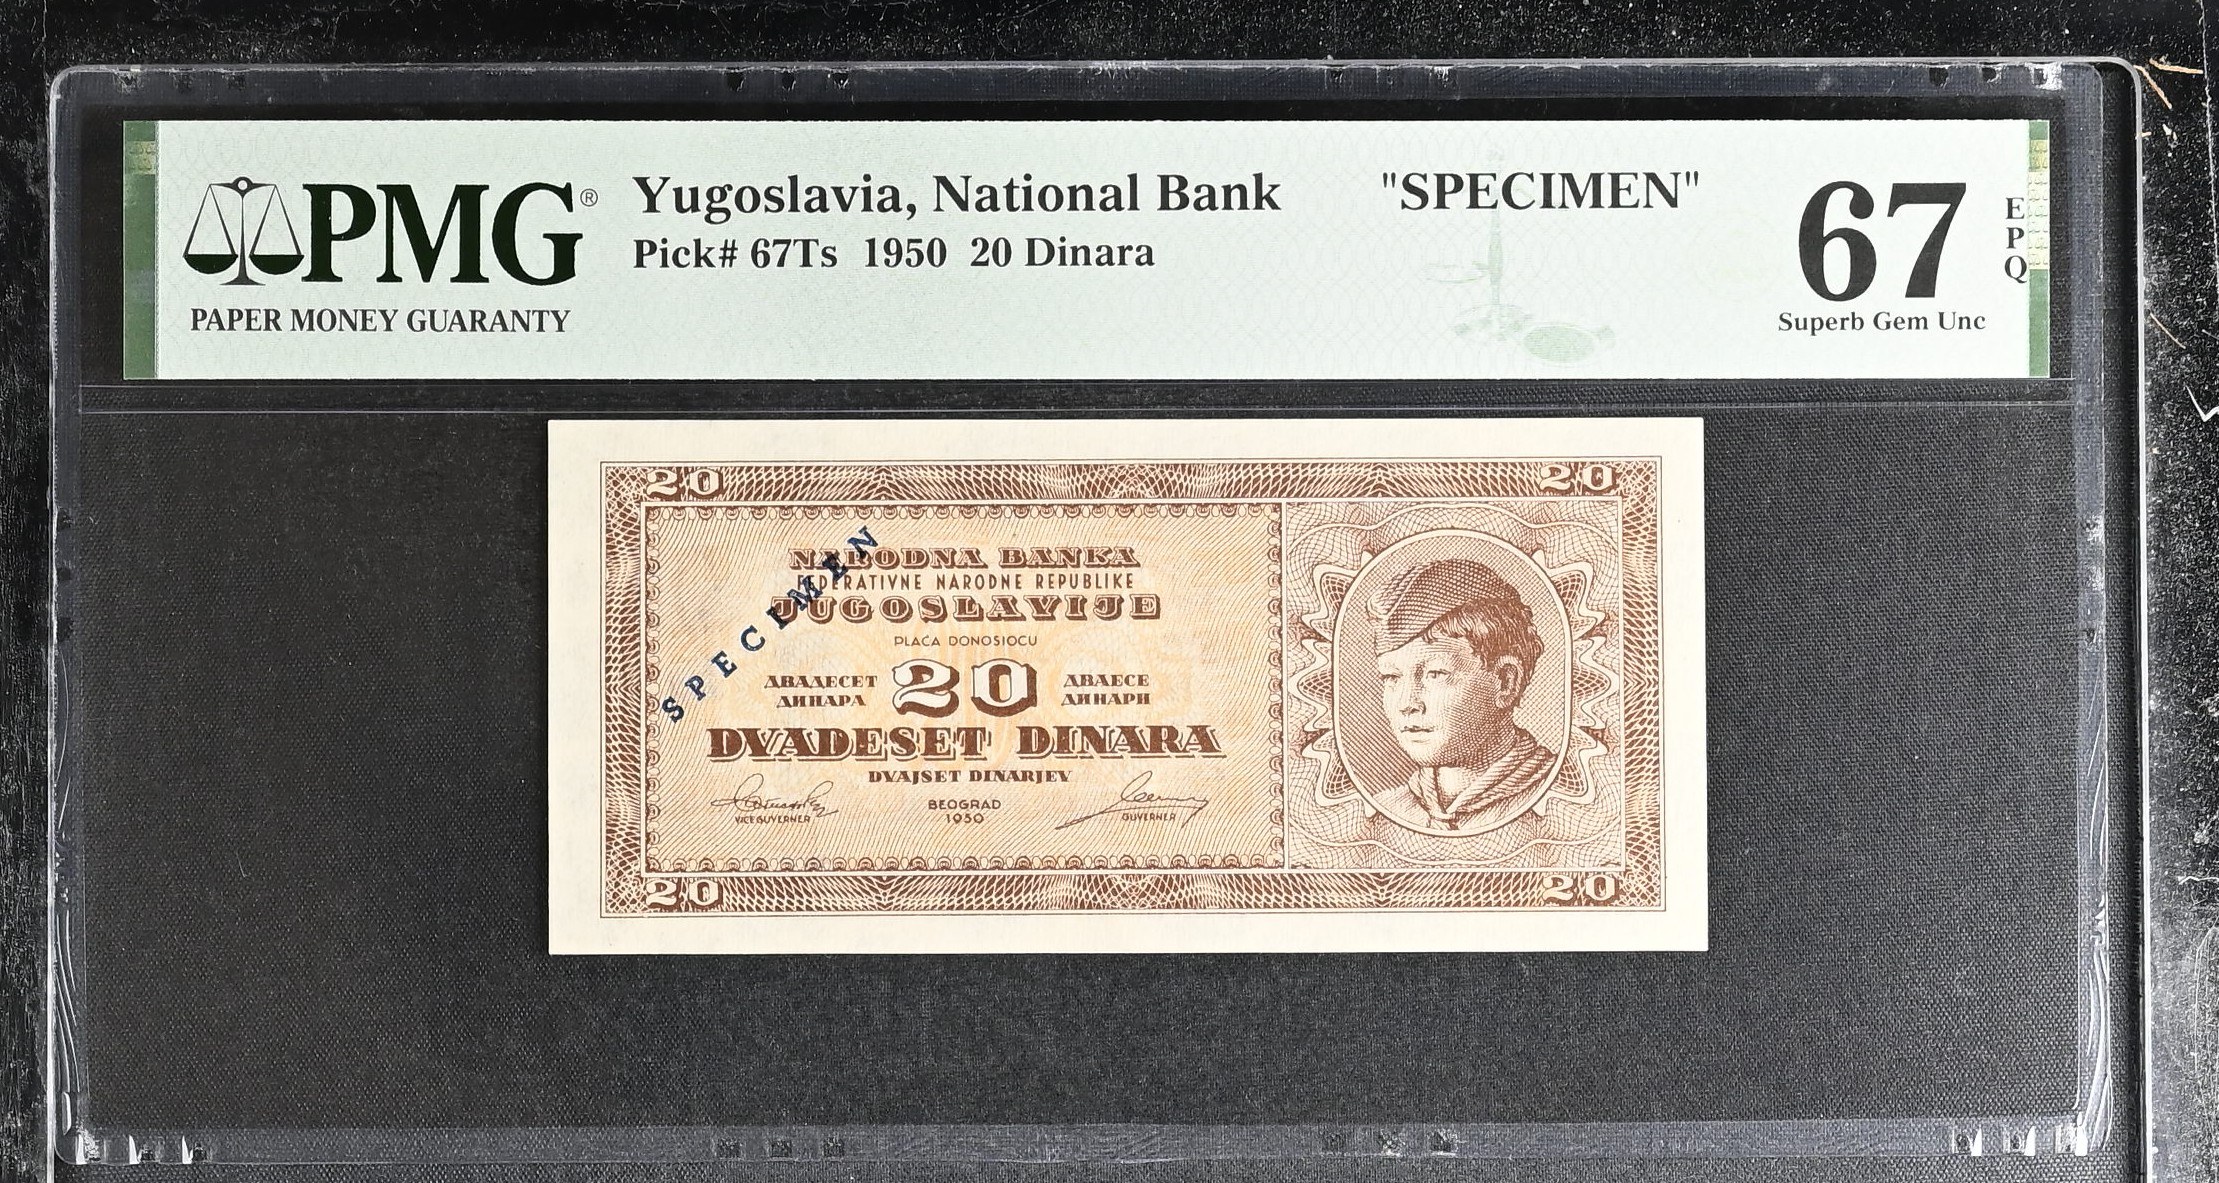 PMG®
PAPER MONEY GUARANTY
Yugoslavia, National Bank "SPECIMEN"
Pick# 67Ts 1950 20 Dinara
67
EPQ
Superb Gem Unc
20 20
SPECIMEN
NARODNA BANKA
FEDERATIVNE NARODNE REPUBLIKE
JUGOSLAVIJE
PLAĆA DONOSIOCU
ДВАДЕСЕТ ДИНАРА
20
ДВАЕСЕ ДИНАРИ
DVADESET DINARA
DVAJSET DINARJEV
VICEGUVERNER
BEOGRAD
1950
GUVERNER
20 20